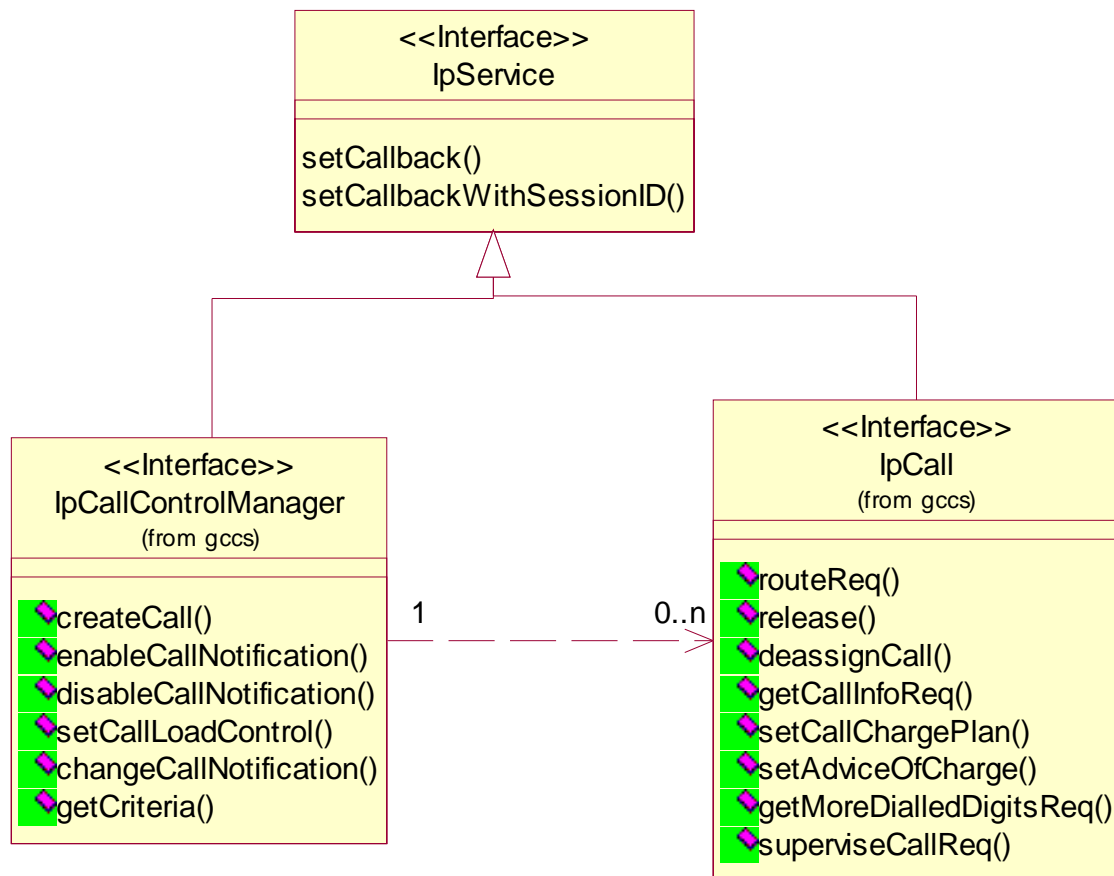 <<Interface>>
IpService
setCallback()
setCallbackWithSessionID()
<<Interface>>
IpCallControlManager
(from gccs)
createCall()
enableCallNotification()
disableCallNotification()
setCallLoadControl()
changeCallNotification()
getCriteria()
1
0..n
<<Interface>>
IpCall
(from gccs)
routeReq()
release()
deassignCall()
getCallInfoReq()
setCallChargePlan()
setAdviceOfCharge()
getMoreDialledDigitsReq()
superviseCallReq()